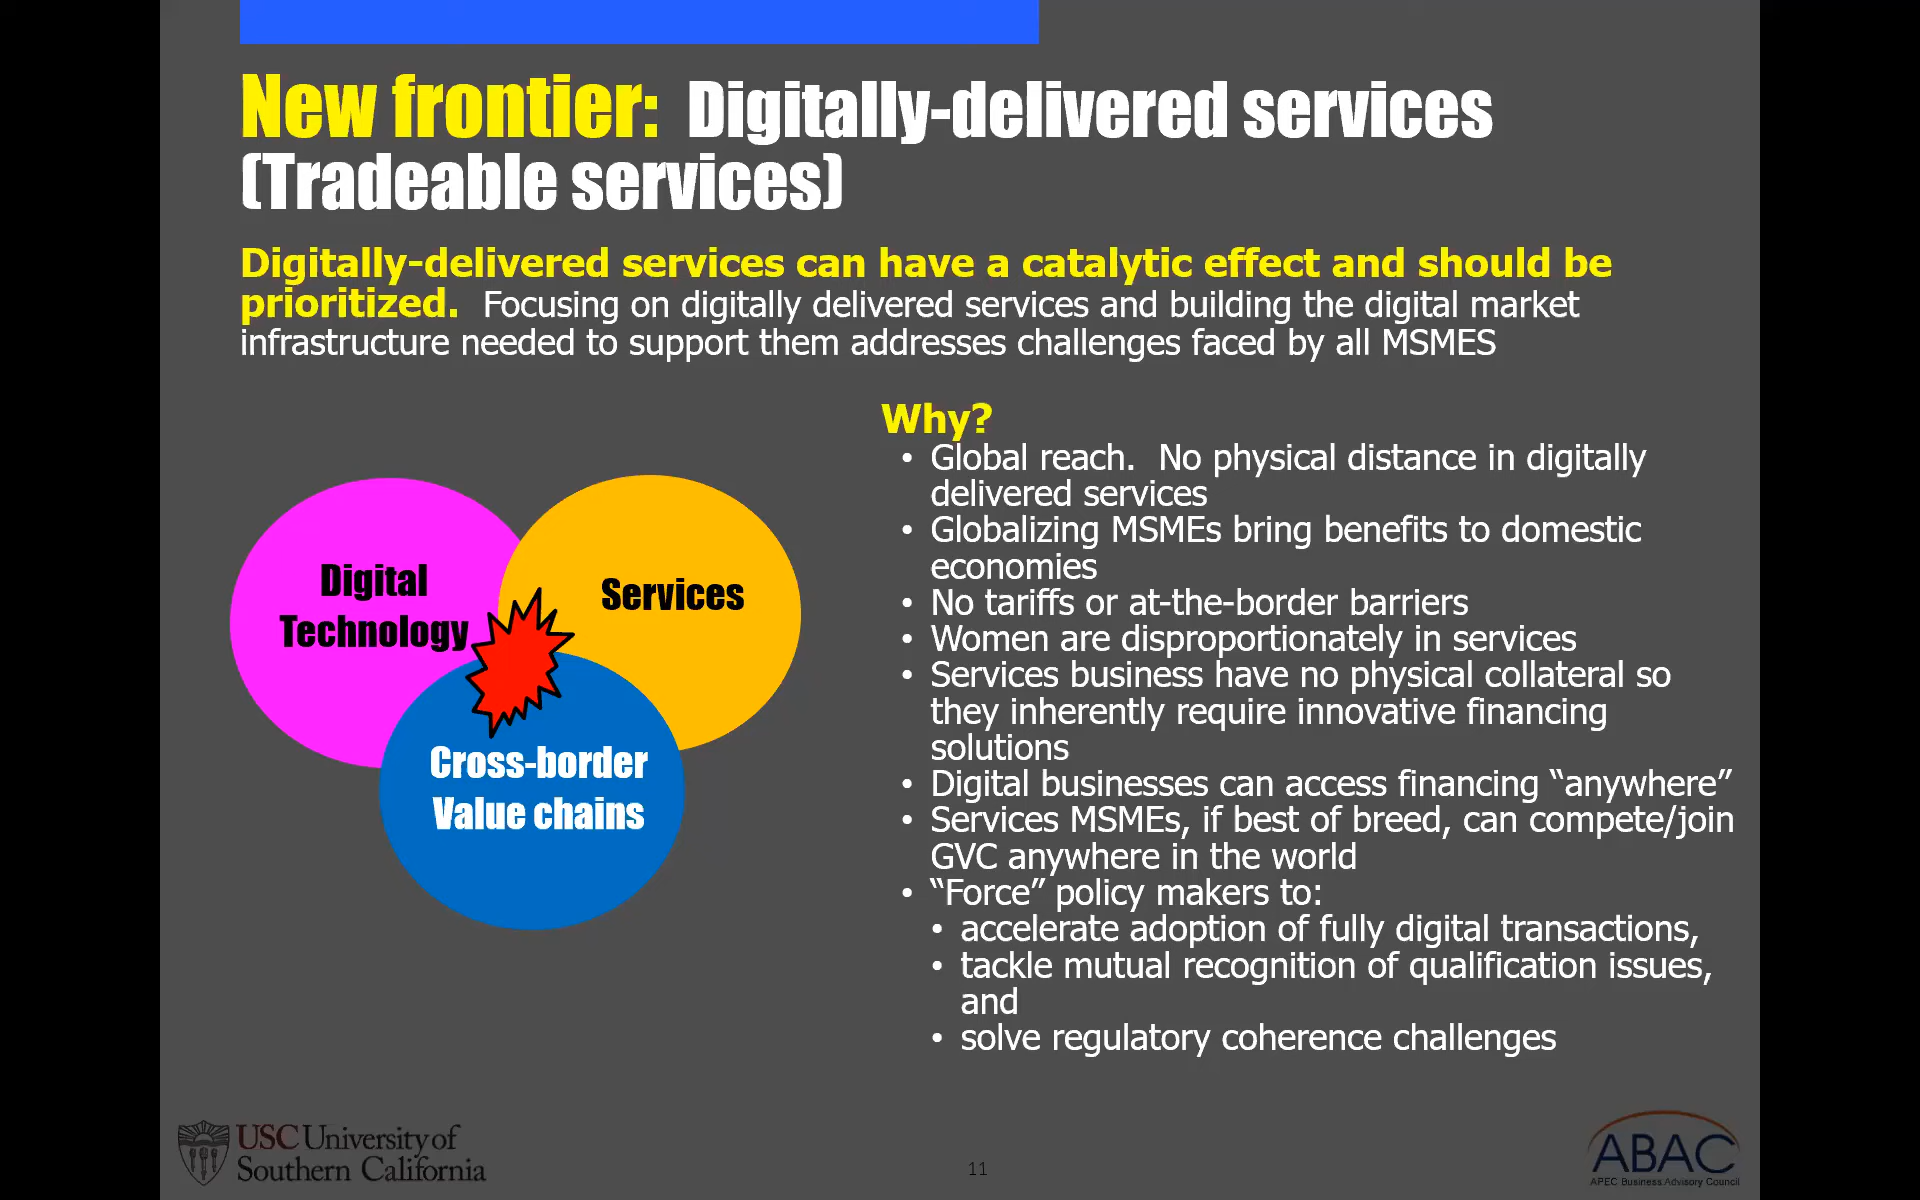 New frontier: Digitally-delivered services
(Tradeable services)
Digitally-delivered services can have a catalytic effect and should be
prioritized. Focusing on digitally delivered services and building the digital market
infrastructure needed to support them addresses challenges faced by all MSMES
Digital
Technology
Services
Cross-border
Value chains
Why?
• Global reach. No physical distance in digitally
delivered services
• Globalizing MSMEs bring benefits to domestic
economies
• No tariffs or at-the-border barriers
• Women are disproportionately in services
• Services business have no physical collateral so
they inherently require innovative financing
solutions
• Digital businesses can access financing “anywhere”
• Services MSMEs, if best of breed, can compete/join
GVC anywhere in the world
• “Force” policy makers to:
• accelerate adoption of fully digital transactions,
• tackle mutual recognition of qualification issues,
and
• solve regulatory coherence challenges
USC University of
Southern California
11
ABAC
APEC Business Advisory Council